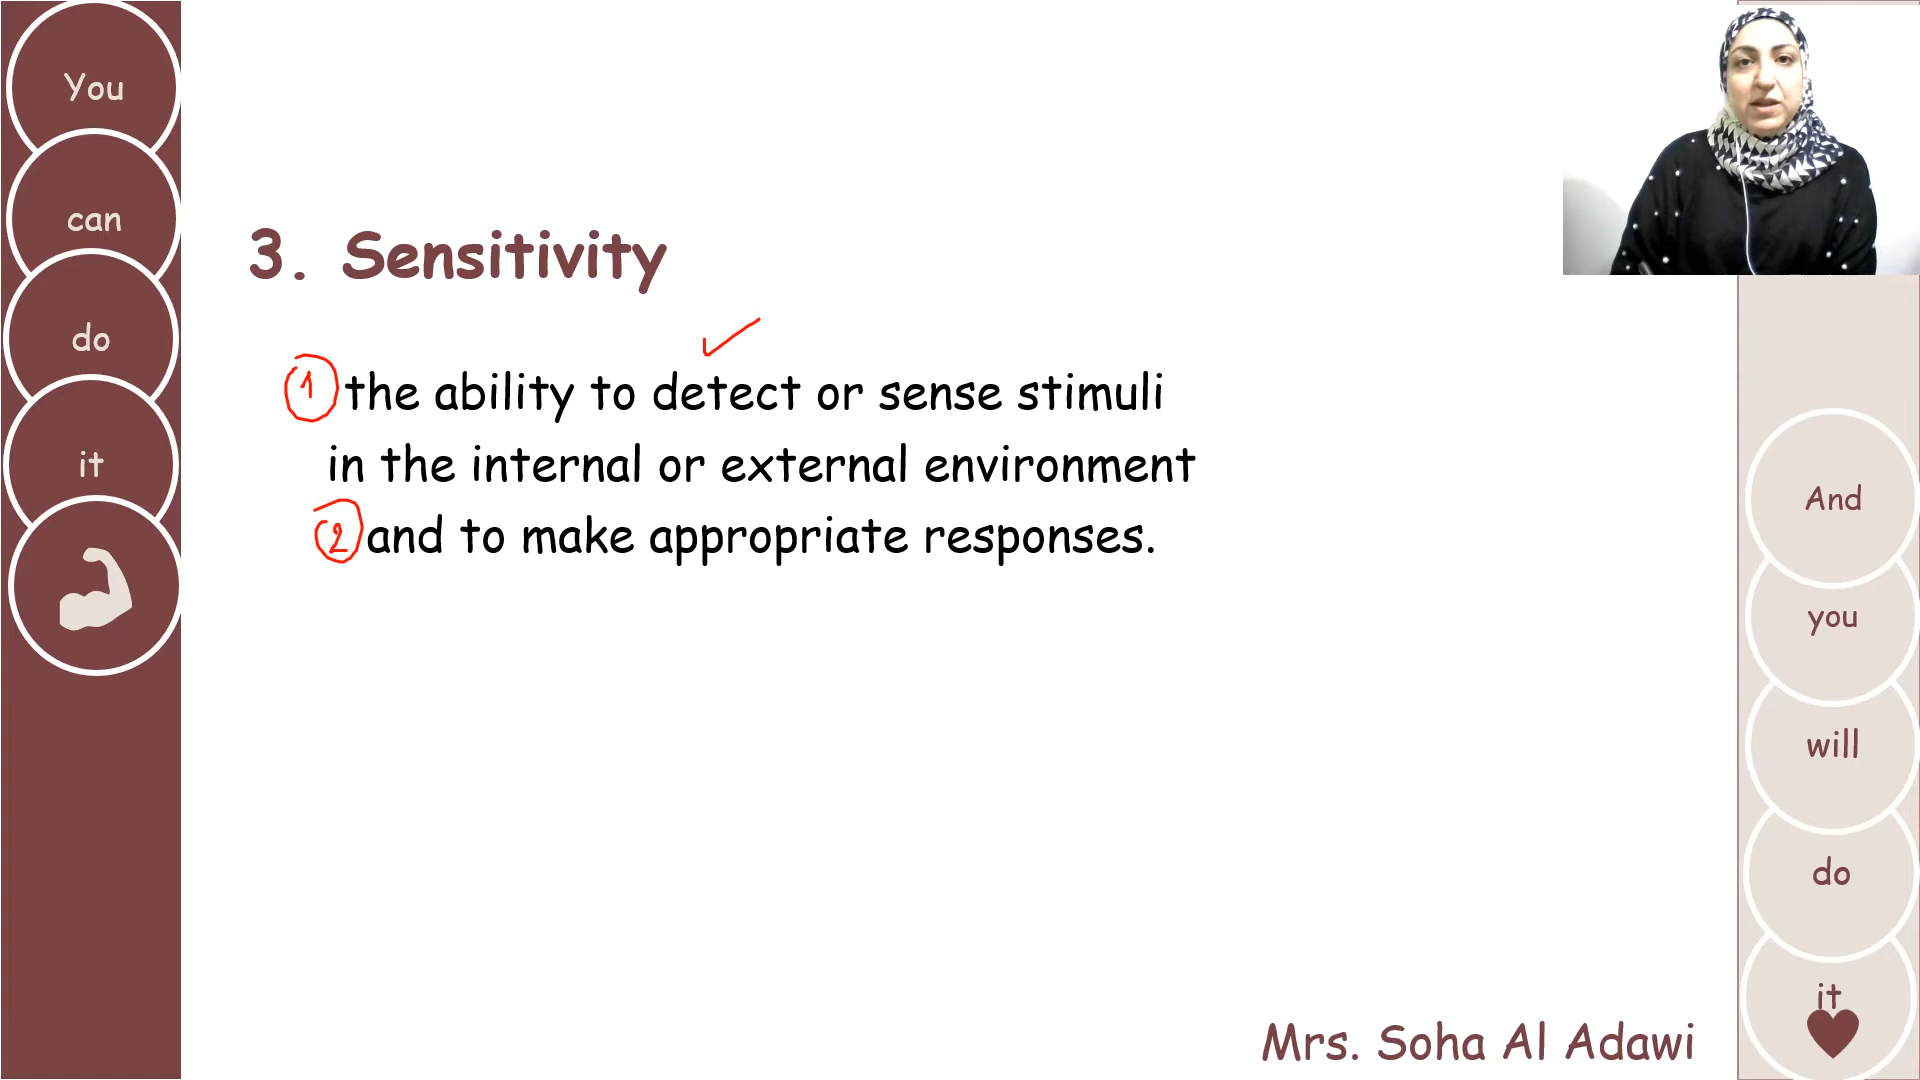 You
can
do
it
3. Sensitivity
1 the ability to detect or sense stimuli
in the internal or external environment
2 and to make appropriate responses.
And
you
will
do
it
Mrs. Soha Al Adawi